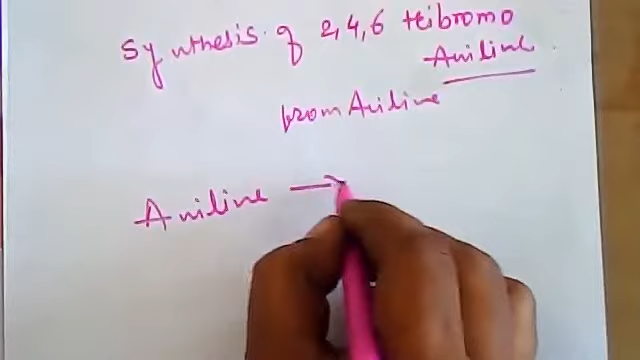 Synthesis of 2,4,6 tribromo
Aniline
from Aniline
Aniline →